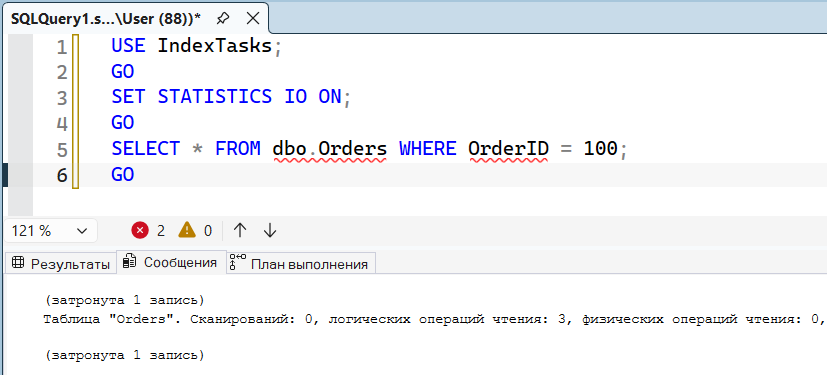 SQLQuery1.s...\User (88))*
1 USE IndexTasks;
2 GO
3 SET STATISTICS IO ON;
4 GO
5 SELECT * FROM dbo.Orders WHERE OrderID = 100;
6 GO
121 % 2 0
Результаты Сообщения План выполнения
(затронута 1 запись)
Таблица "Orders". Сканирований: 0, логических операций чтения: 3, физических операций чтения: 0,
(затронута 1 запись)